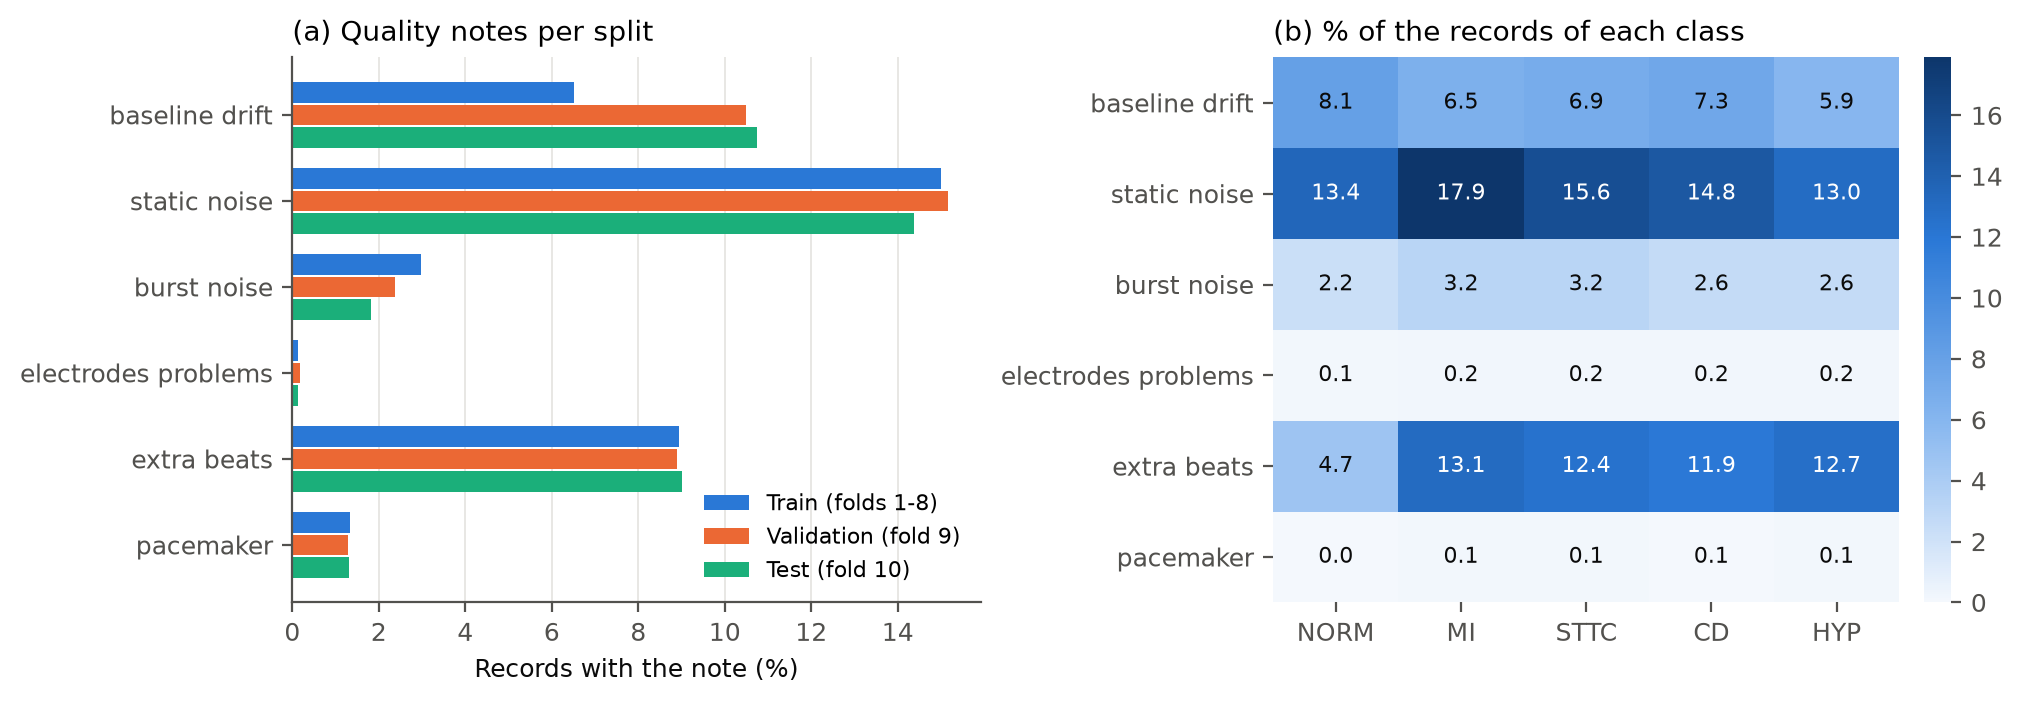 (a) Quality notes per split
baseline drift
static noise
burst noise
electrodes problems
extra beats
pacemaker
Train (folds 1-8)
Validation (fold 9)
Test (fold 10)
0 2 4 6 8 10 12 14
Records with the note (%)
(b) % of the records of each class
baseline drift 8.1 6.5 6.9 7.3 5.9
static noise 13.4 17.9 15.6 14.8 13.0
burst noise 2.2 3.2 3.2 2.6 2.6
electrodes problems 0.1 0.2 0.2 0.2 0.2
extra beats 4.7 13.1 12.4 11.9 12.7
pacemaker 0.0 0.1 0.1 0.1 0.1
NORM MI STTC CD HYP
16
14
12
10
8
6
4
2
0